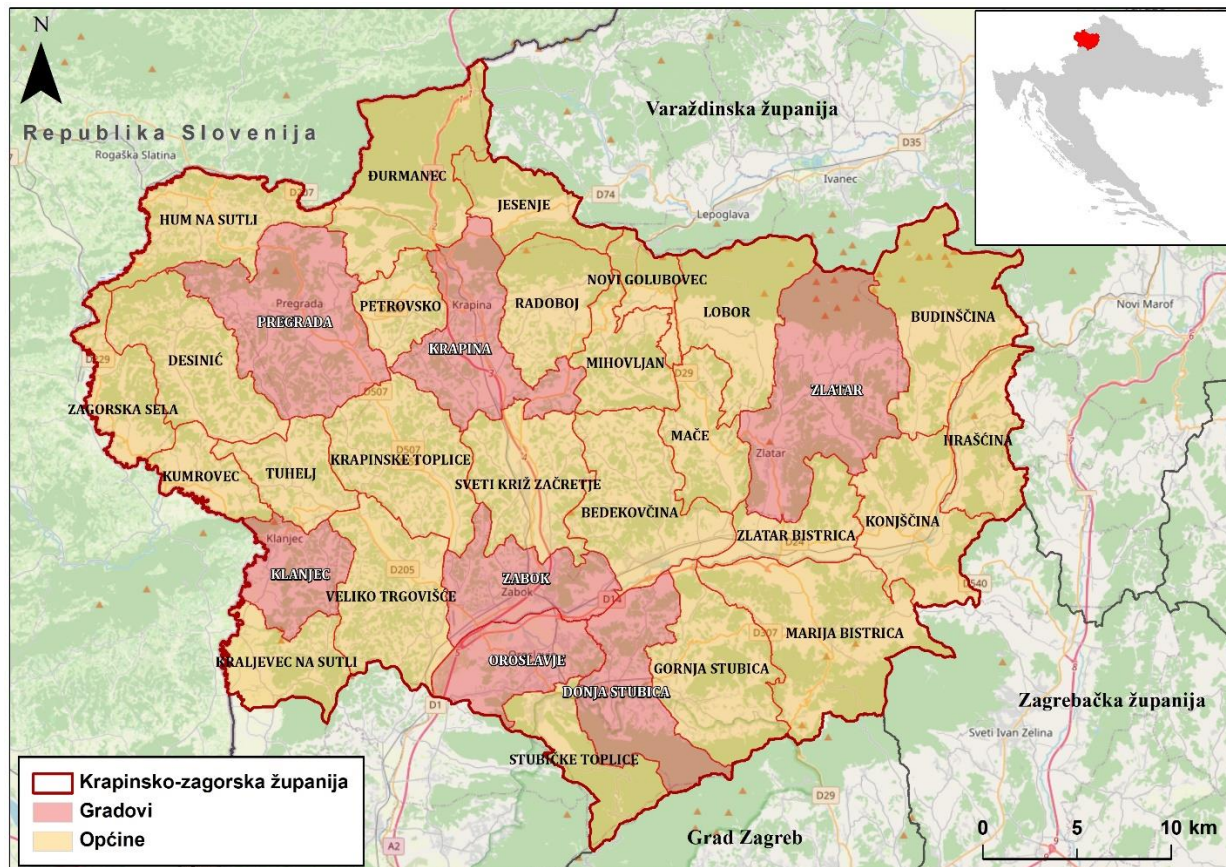 N
Republika Slovenija
Rogaška Slatina
Varaždinska županija
D35
Ivanec
D74
Lepoglava
D207
ĐURMANEC
HUM NA SUTLI
JESENJE
NOVI GOLUBOVEC
PETROVSKO
RADOBOJ
LOBOR
BUDINŠČINA
Novi Marof
Pregrada
PREGRADA
Krapina
KRAPINA
DESINIĆ
MIHOVLJAN
D29
ZLATAR
D507
ZAGORSKA SELA
MAČE
Zlatar
HRAŠĆINA
KUMROVEC
TUHELJ
KRAPINSKE TOPLICE
D507
SVETI KRIŽ ZAČRETJE
BEDEKOVČINA
ZLATAR BISTRICA
KONJŠČINA
D24
Klanjec
KLANJEC
D205
VELIKO TRGOVIŠĆE
ZABOK
Zabok
D540
D307
MARIJA BISTRICA
KRALJEVEC NA SUTLI
OROSLAVJE
GORNJA STUBICA
DONJA STUBICA
D1
STUBIČKE TOPLICE
Zagrebačka županija
Sveti Ivan Zelina
D29
Grad Zagreb
A2
Krapinsko-zagorska županija
Gradovi
Općine
0 5 10 km